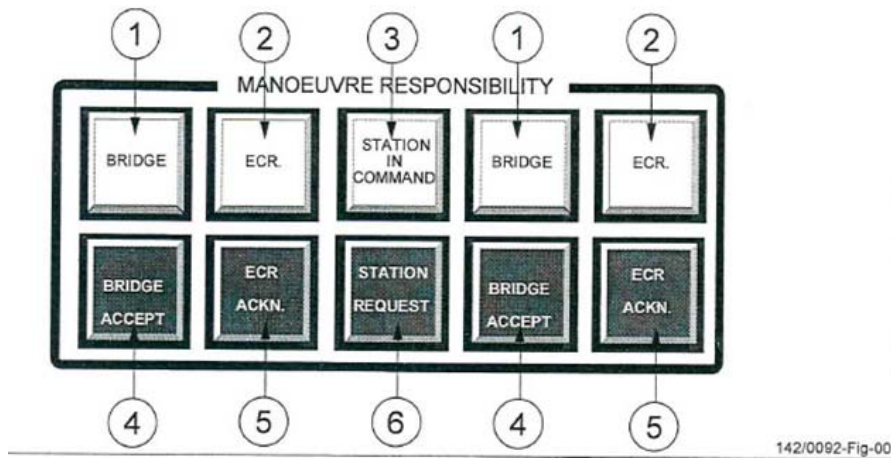 1 2 3 1 2
MANOEUVRE RESPONSIBILITY
BRIDGE
ECR.
STATION
IN
COMMAND
BRIDGE
ECR.
BRIDGE
ACCEPT
ECR
ACKN.
STATION
REQUEST
BRIDGE
ACCEPT
ECR
ACKN.
4 5 6 4 5
142/0092-Fig-00